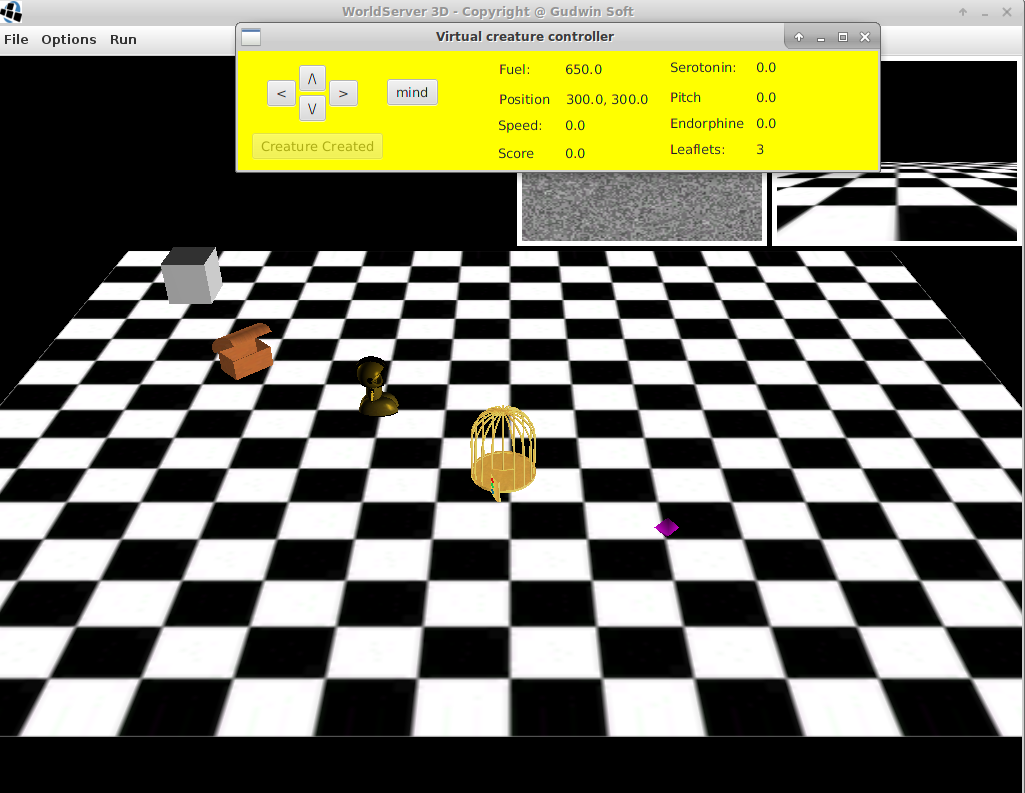 WorldServer 3D - Copyright @ Gudwin Soft
File Options Run
Virtual creature controller
Fuel: 650.0 Serotonin: 0.0
< /\ \/ > mind
Position 300.0, 300.0 Pitch 0.0
Speed: 0.0 Endorphine 0.0
Creature Created
Score 0.0 Leaflets: 3